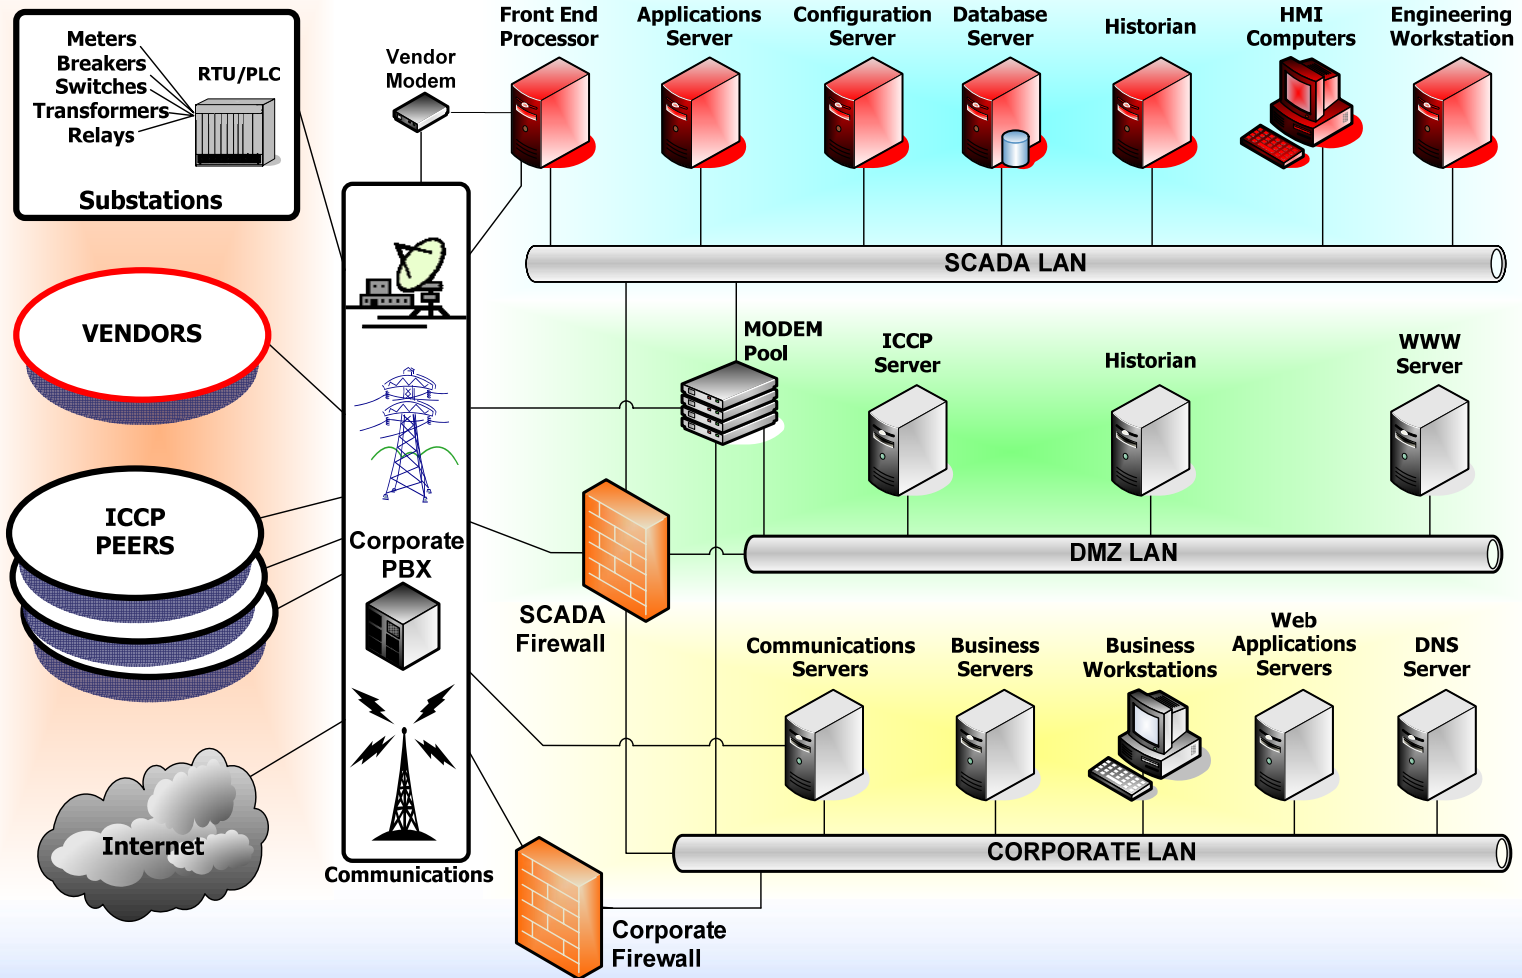 Meters
Breakers
Switches
Transformers
Relays
RTU/PLC
Substations
Vendor
Modem
Front End
Processor
Applications
Server
Configuration
Server
Database
Server
Historian
HMI
Computers
Engineering
Workstation
SCADA LAN
VENDORS
MODEM
Pool
ICCP
Server
Historian
WWW
Server
ICCP
PEERS
Corporate
PBX
DMZ LAN
SCADA
Firewall
Communications
Servers
Business
Servers
Business
Workstations
Web
Applications
Servers
DNS
Server
Internet
CORPORATE LAN
Communications
Corporate
Firewall